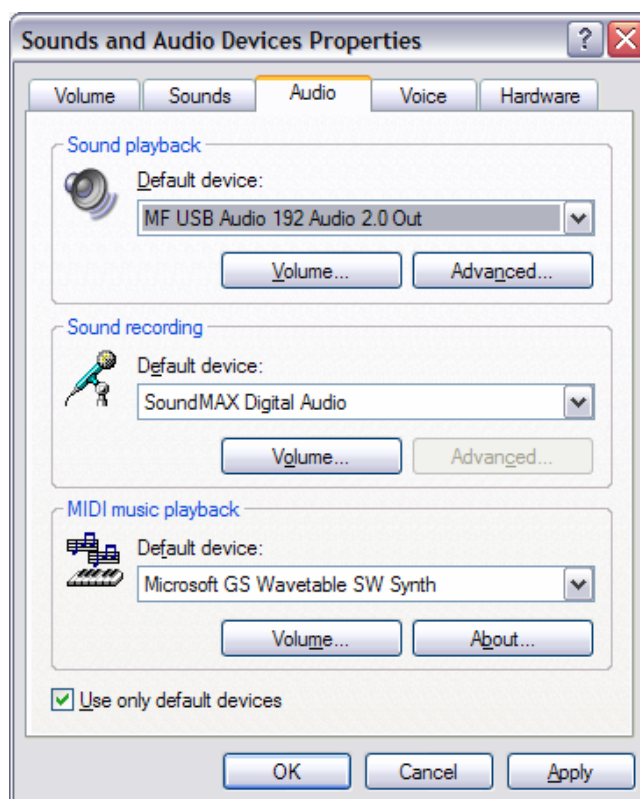 Sounds and Audio Devices Properties
?
Volume Sounds Audio Voice Hardware
Sound playback
Default device:
MF USB Audio 192 Audio 2.0 Out
Volume... Advanced...
Sound recording
Default device:
SoundMAX Digital Audio
Volume... Advanced...
MIDI music playback
Default device:
Microsoft GS Wavetable SW Synth
Volume... About...
Use only default devices
OK Cancel Apply